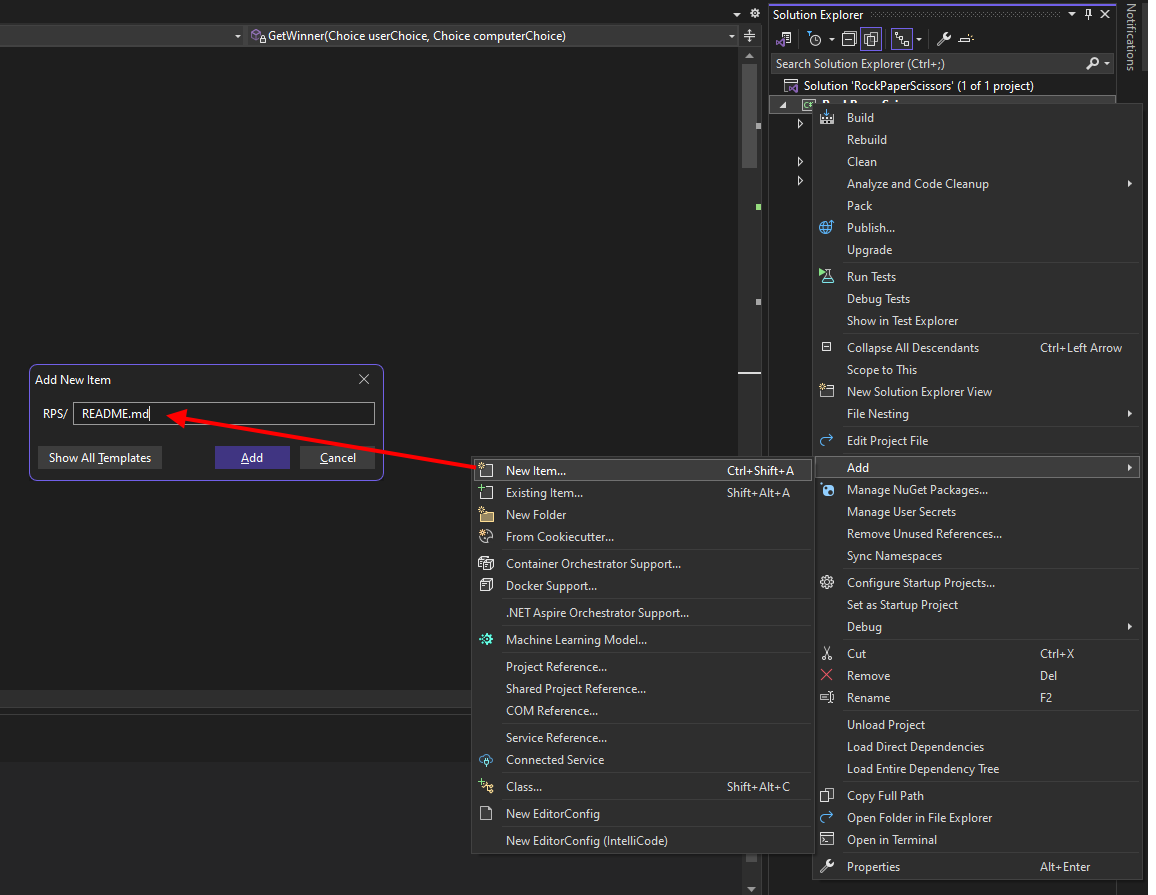 GetWinner(Choice userChoice, Choice computerChoice)
Solution Explorer
Notifications
Search Solution Explorer (Ctrl+;)
Solution 'RockPaperScissors' (1 of 1 project)
Build
Rebuild
Clean
Analyze and Code Cleanup
Pack
Publish...
Upgrade
Run Tests
Debug Tests
Show in Test Explorer
Collapse All Descendants Ctrl+Left Arrow
Scope to This
New Solution Explorer View
File Nesting
Edit Project File
Add
Manage NuGet Packages...
Manage User Secrets
Remove Unused References...
Sync Namespaces
Configure Startup Projects...
Set as Startup Project
Debug
Cut Ctrl+X
Remove Del
Rename F2
Unload Project
Load Direct Dependencies
Load Entire Dependency Tree
Copy Full Path
Open Folder in File Explorer
Open in Terminal
Properties Alt+Enter
New Item... Ctrl+Shift+A
Existing Item... Shift+Alt+A
New Folder
From Cookiecutter...
Container Orchestrator Support...
Docker Support...
.NET Aspire Orchestrator Support...
Machine Learning Model...
Project Reference...
Shared Project Reference...
COM Reference...
Service Reference...
Connected Service
Class... Shift+Alt+C
New EditorConfig
New EditorConfig (IntelliCode)
Add New Item
RPS/ README.md
Show All Templates Add Cancel